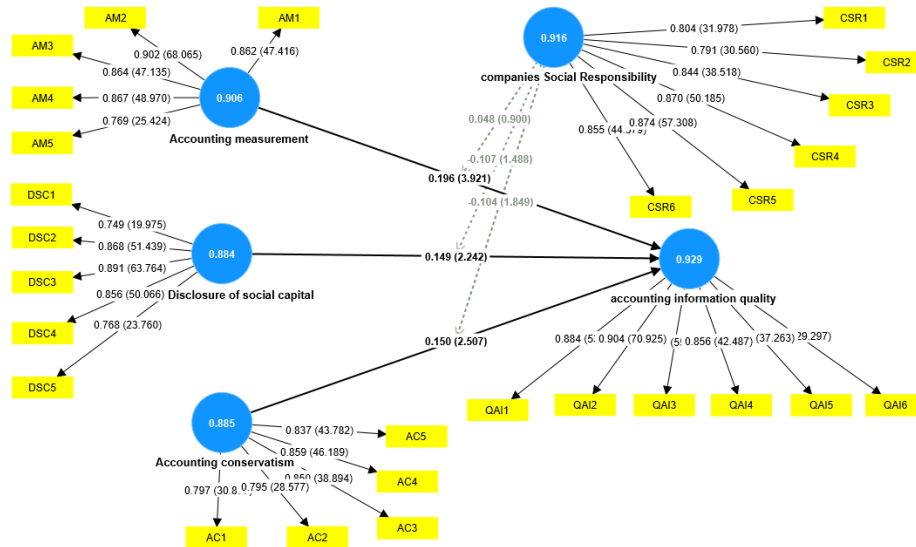 AM2
AM1
AM3
AM4
AM5
0.902 (68.065)
0.862 (47.416)
0.864 (47.135)
0.867 (48.970)
0.769 (25.424)
0.906
Accounting measurement
0.916
companies Social Responsibility
CSR1
CSR2
CSR3
CSR4
CSR5
CSR6
0.804 (31.978)
0.791 (30.560)
0.844 (38.518)
0.870 (50.185)
0.874 (57.308)
0.855
0.048 (0.900)
-0.107 (1.488)
-0.104 (1.849)
0.196 (3.921)
0.149 (2.242)
0.150 (2.507)
DSC1
DSC2
DSC3
DSC4
DSC5
0.749 (19.975)
0.868 (51.439)
0.891 (63.764)
0.856 (50.066)
0.768 (23.760)
0.884
Disclosure of social capital
0.929
accounting information quality
0.884
0.904 (70.925)
0.856 (42.487)
(37.263)
QAI1
QAI2
QAI3
QAI4
QAI5
QAI6
0.885
Accounting conservatism
0.837 (43.782)
0.859 (46.189)
(38.894)
0.795 (28.577)
0.797
AC5
AC4
AC3
AC2
AC1